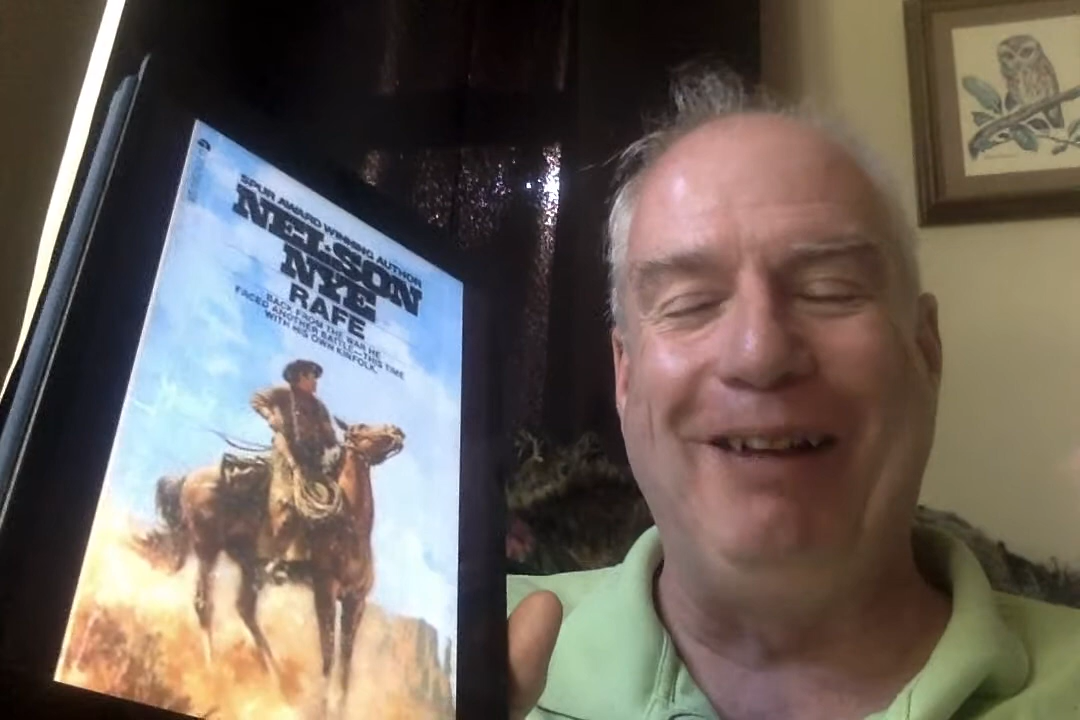 SPUR AWARD WINNING AUTHOR
NELSON
NYE
RAFE
BACK FROM THE WAR HE
FACED ANOTHER BATTLE—THIS TIME
WITH HIS OWN KINFOLK.